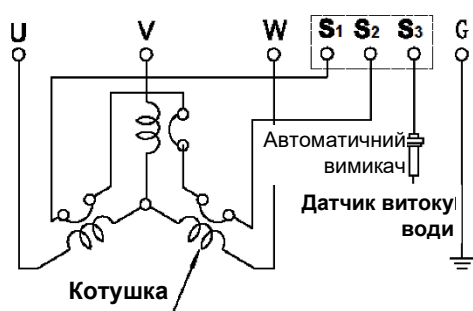 U V W S1 S2 S3 G
Автоматичний
вимикач
Датчик витоку
води
Котушка